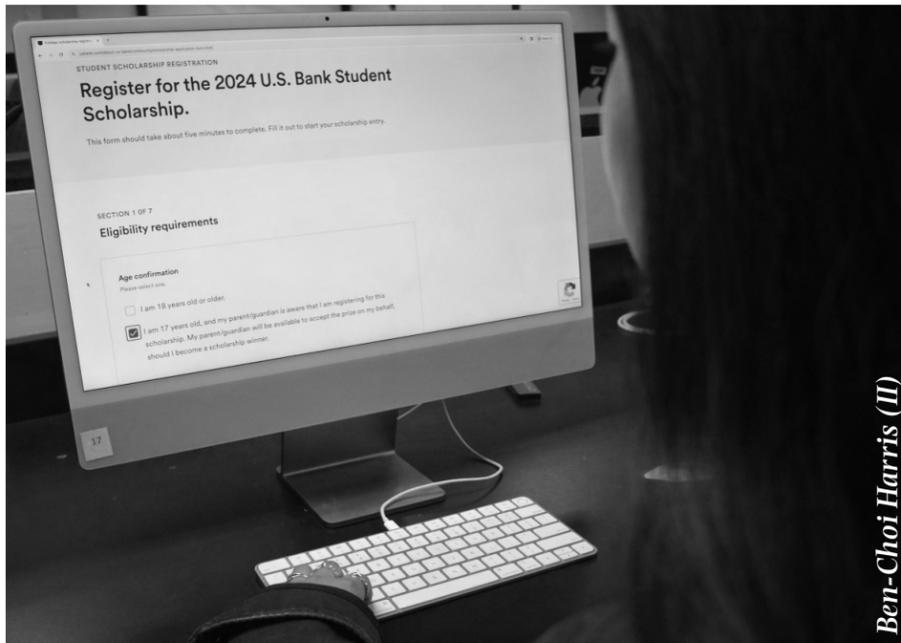 STUDENT SCHOLARSHIP REGISTRATION
Register for the 2024 U.S. Bank Student
Scholarship.
This form should take about five minutes to complete. Fill it out to start your scholarship entry.
SECTION 1 OF 7
Eligibility requirements
Age confirmation
Please select one.
I am 18 years old or older.
I am 17 years old, and my parent/guardian is aware that I am registering for this
scholarship. My parent/guardian will be available to accept the prize on my behalf,
should I become a scholarship winner.
17
Ben-Choi Harris (II)